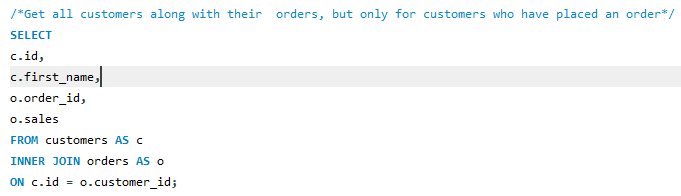 /*Get all customers along with their  orders, but only for customers who have placed an order*/
SELECT
c.id,
c.first_name,
o.order_id,
o.sales
FROM customers AS c
INNER JOIN orders AS o
ON c.id = o.customer_id;